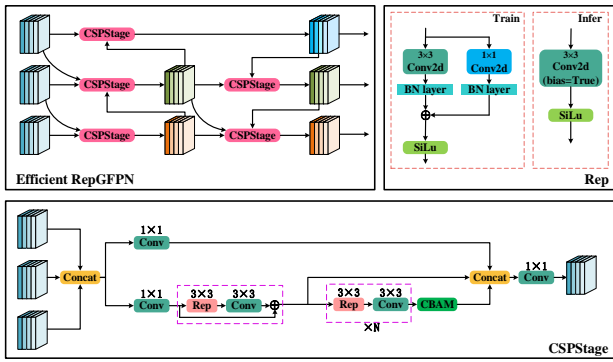 CSPStage
CSPStage
CSPStage
CSPStage
CSPStage
Efficient RepGFPN
Train
Infer
3×3
Conv2d
1×1
Conv2d
3×3
Conv2d
(bias=True)
BN layer
BN layer
SiLu
SiLu
Rep
1×1
Conv
Concat
1×1
Conv
3×3
Rep
3×3
Conv
3×3
Rep
3×3
Conv
×N
CBAM
Concat
1×1
Conv
CSPStage